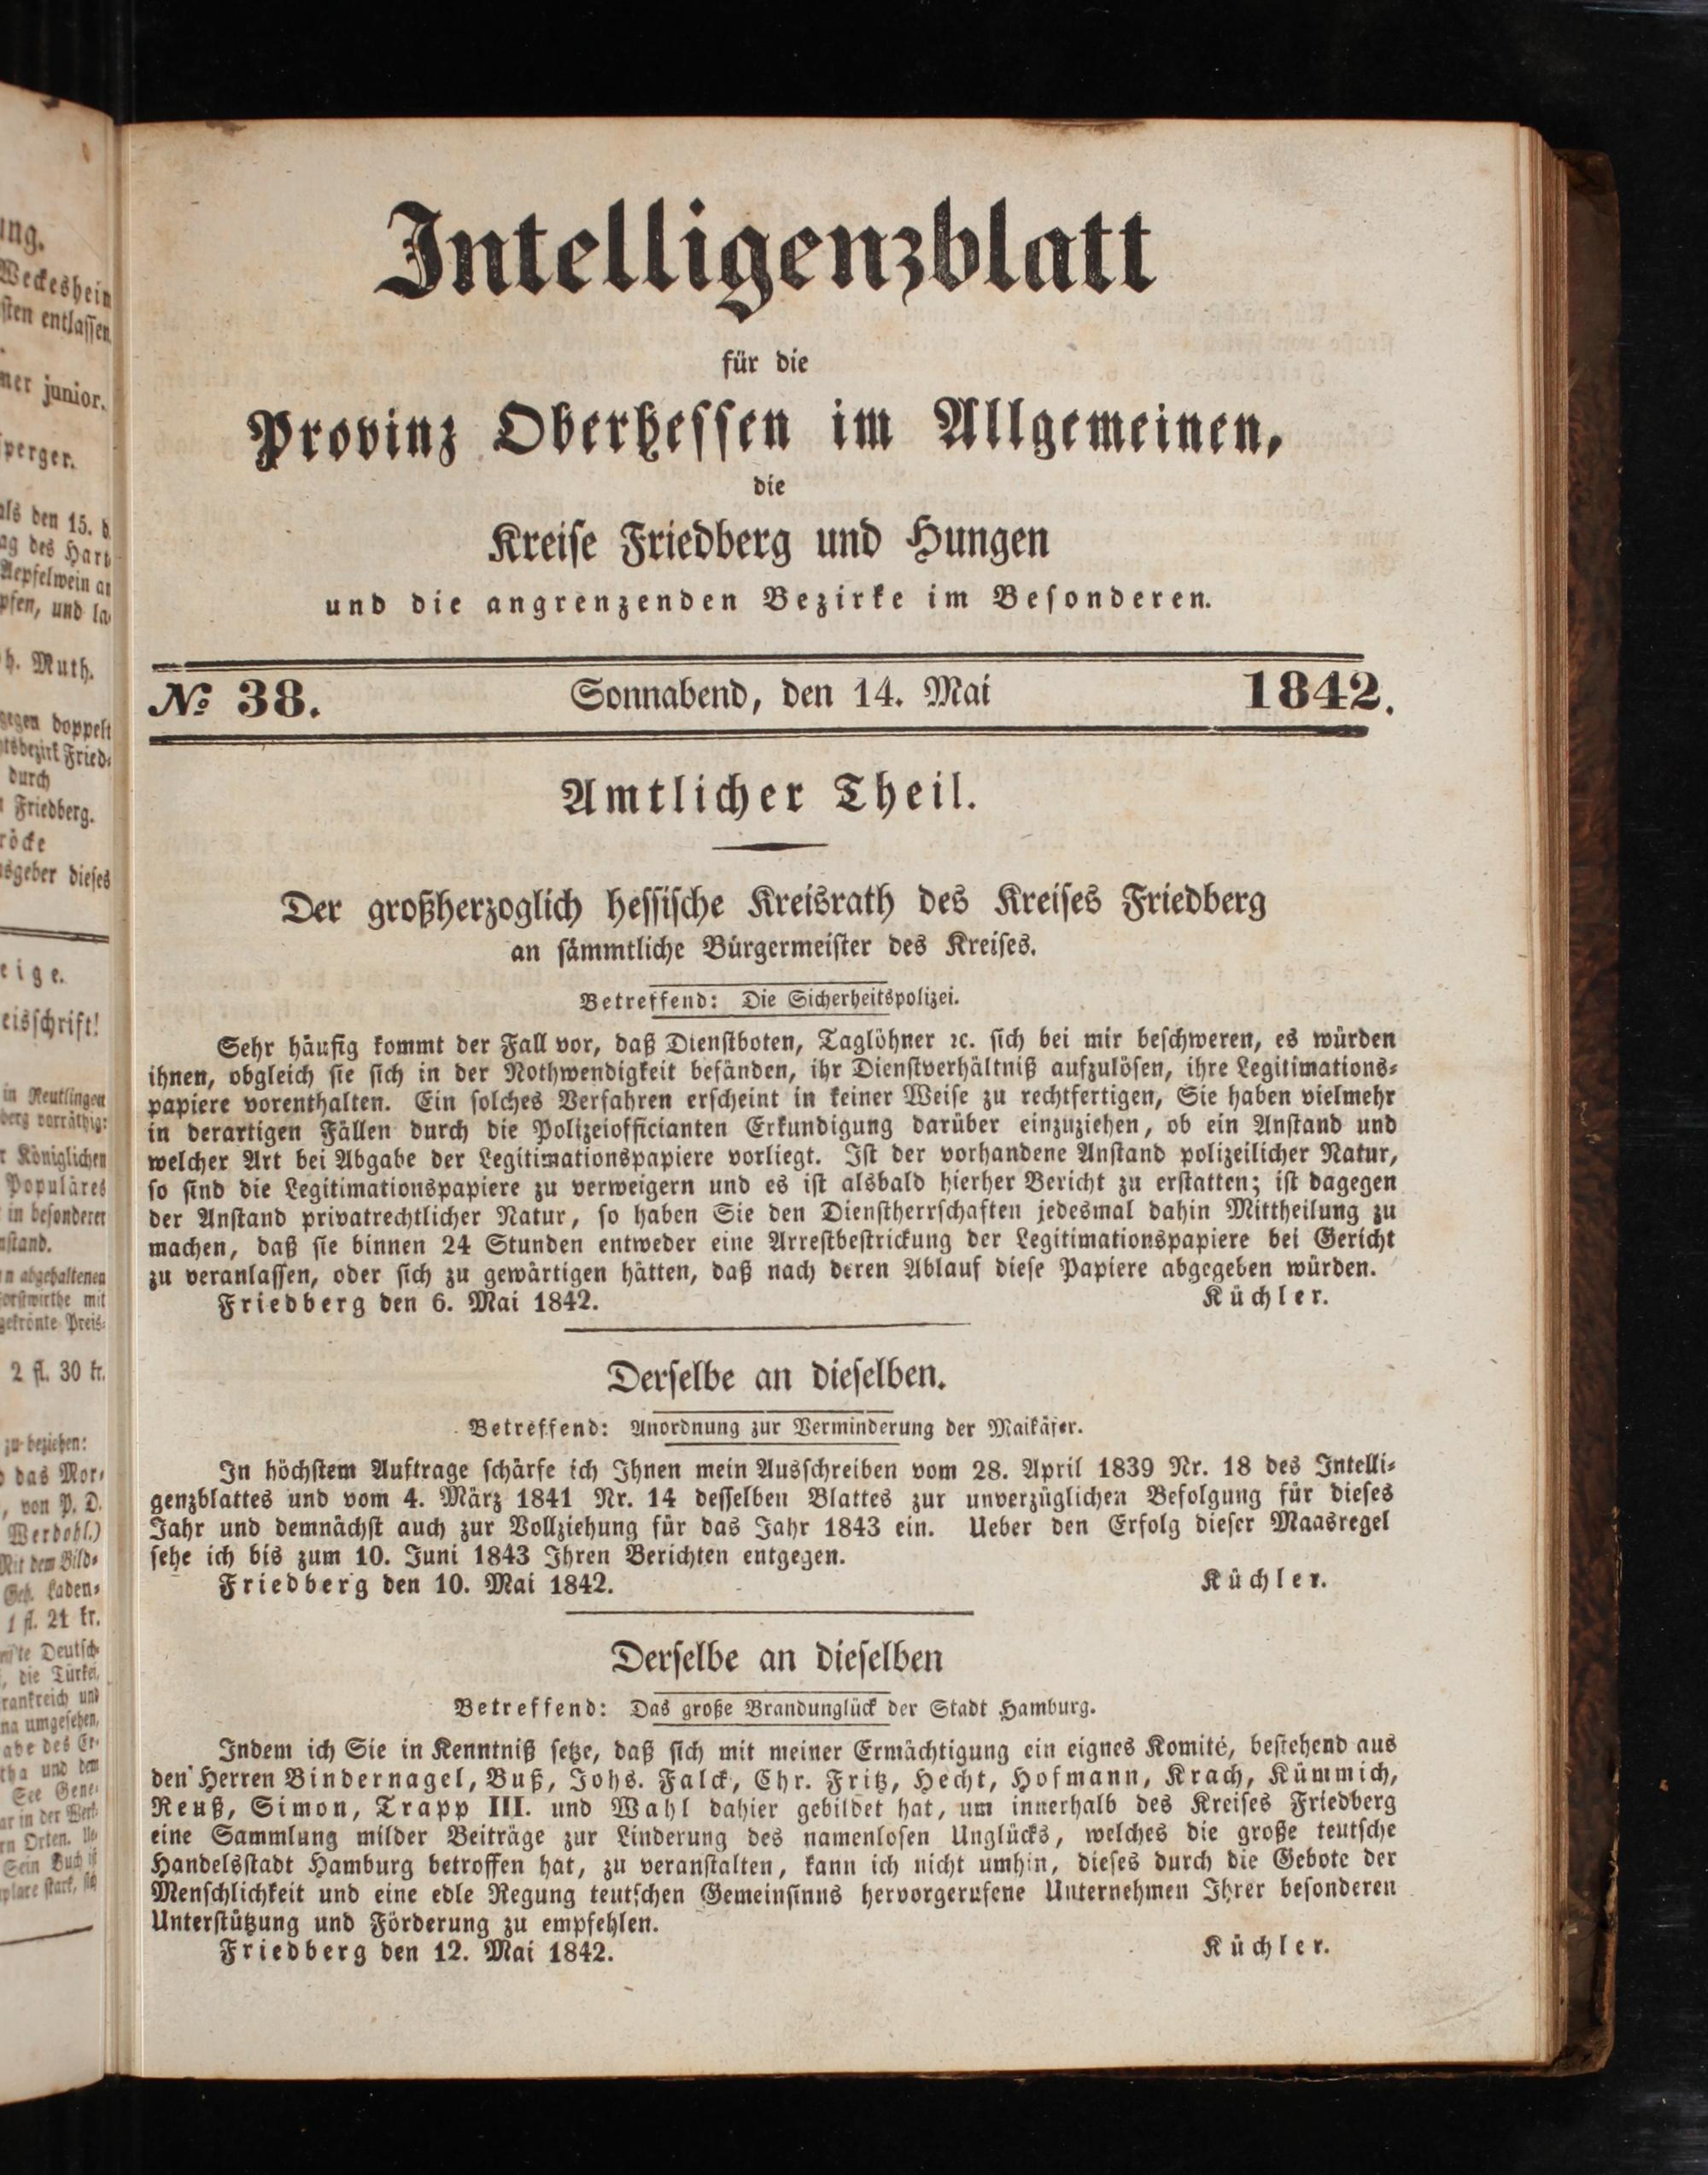 Intelligenzblatt
für die
Provinz Oberhessen im Allgemeinen,
die
Kreise Friedberg und Hungen
und die angrenzenden Bezirke im Besonderen.
№ 38. Sonnabend, den 14. Mai 1842.
Amtlicher Theil.
Der großherzoglich hessische Kreisrath des Kreises Friedberg
an sämmtliche Bürgermeister des Kreises.
Betreffend: Die Sicherheitspolizei.
Sehr häufig kommt der Fall vor, daß Dienstboten, Taglöhner ꝛc. sich bei mir beschweren, es würden
ihnen, obgleich sie sich in der Nothwendigkeit befänden, ihr Dienstverhältniß aufzulösen, ihre Legitimations-
papiere vorenthalten. Ein solches Verfahren erscheint in keiner Weise zu rechtfertigen, Sie haben vielmehr
in derartigen Fällen durch die Polizeiofficianten Erkundigung darüber einzuziehen, ob ein Anstand und
welcher Art bei Abgabe der Legitimationspapiere vorliegt. Ist der vorhandene Anstand polizeilicher Natur,
so sind die Legitimationspapiere zu verweigern und es ist alsbald hierher Bericht zu erstatten; ist dagegen
der Anstand privatrechtlicher Natur, so haben Sie den Dienstherrschaften jedesmal dahin Mittheilung zu
machen, daß sie binnen 24 Stunden entweder eine Arrestbestrickung der Legitimationspapiere bei Gericht
zu veranlassen, oder sich zu gewärtigen hätten, daß nach deren Ablauf diese Papiere abgegeben würden.
Friedberg den 6. Mai 1842. Küchler.
Derselbe an dieselben.
Betreffend: Anordnung zur Verminderung der Maikäfer.
In höchstem Auftrage schärfe ich Ihnen mein Ausschreiben vom 28. April 1839 Nr. 18 des Intelli-
genzblattes und vom 4. März 1841 Nr. 14 desselben Blattes zur unverzüglichen Befolgung für dieses
Jahr und demnächst auch zur Vollziehung für das Jahr 1843 ein. Ueber den Erfolg dieser Maasregel
sehe ich bis zum 10. Juni 1843 Ihren Berichten entgegen.
Friedberg den 10. Mai 1842. Küchler.
Derselbe an dieselben
Betreffend: Das große Brandunglück der Stadt Hamburg.
Indem ich Sie in Kenntniß setze, daß sich mit meiner Ermächtigung ein eignes Komité, bestehend aus
den Herren Bindernagel, Buß, Johs. Falck, Chr. Fritz, Hecht, Hofmann, Krach, Kümmich,
Reuß, Simon, Trapp III. und Wahl dahier gebildet hat, um innerhalb des Kreises Friedberg
eine Sammlung milder Beiträge zur Linderung des namenlosen Unglücks, welches die große teutsche
Handelsstadt Hamburg betroffen hat, zu veranstalten, kann ich nicht umhin, dieses durch die Gebote der
Menschlichkeit und eine edle Regung teutschen Gemeinsinns hervorgerufene Unternehmen Ihrer besonderen
Unterstützung und Förderung zu empfehlen.
Friedberg den 12. Mai 1842. Küchler.